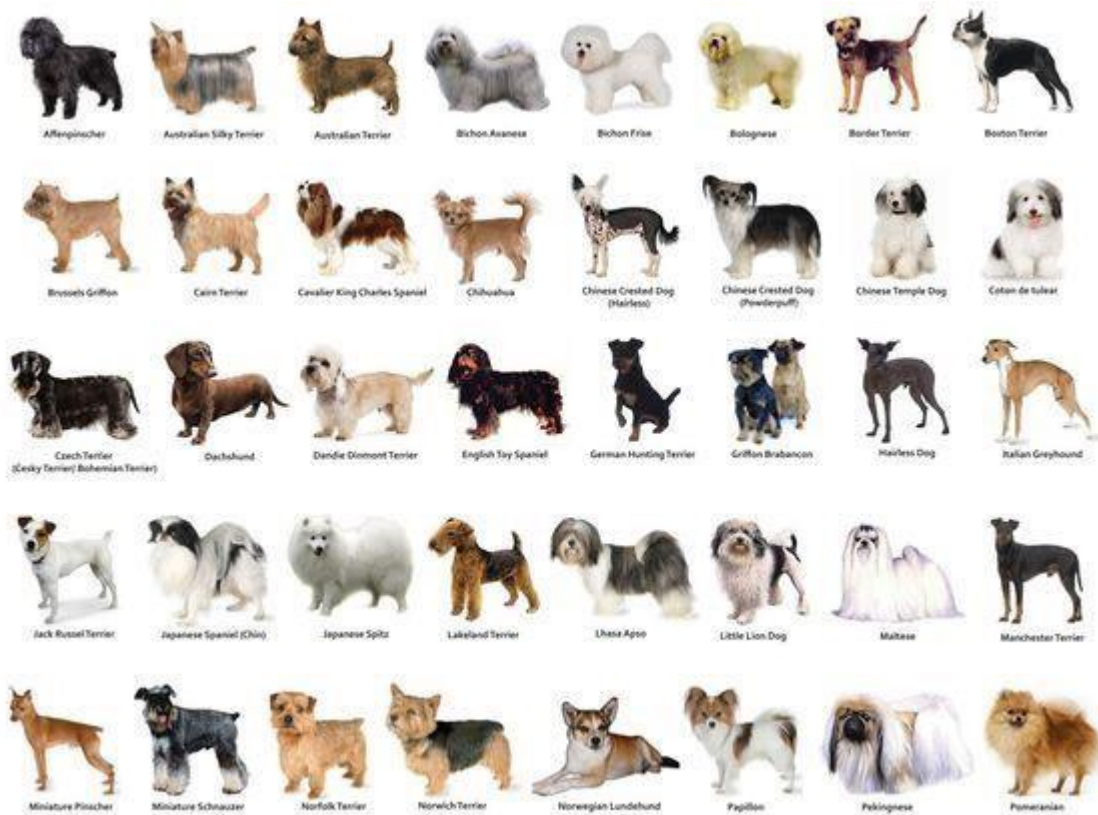 Affenpinscher
Australian Silky Terrier
Australian Terrier
Bichon Avanese
Bichon Frise
Bolognese
Border Terrier
Boston Terrier
Brussels Griffon
Cairn Terrier
Cavalier King Charles Spaniel
Chihuahua
Chinese Crested Dog
(Hairless)
Chinese Crested Dog
(Powderpuff)
Chinese Temple Dog
Coton de tulear
Czech Terrier
(Cesky Terrier/ Bohemian Terrier)
Dachshund
Dandie Dinmont Terrier
English Toy Spaniel
German Hunting Terrier
Griffon Brabancon
Hairless Dog
Italian Greyhound
Jack Russel Terrier
Japanese Spaniel (Chin)
Japanese Spitz
Lakeland Terrier
Lhasa Apso
Little Lion Dog
Maltese
Manchester Terrier
Miniature Pinscher
Miniature Schnauzer
Norfolk Terrier
Norwich Terrier
Norwegian Lundehund
Papillon
Pekingnese
Pomeranian